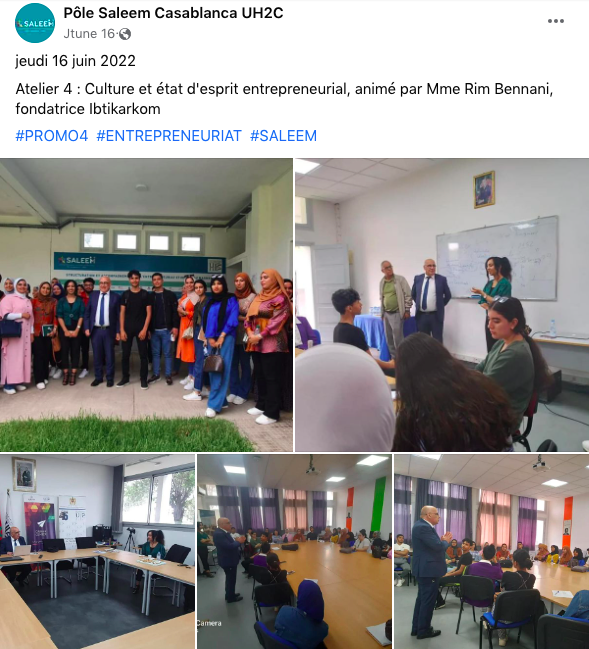 Pôle Saleem Casablanca UH2C
Jtune 16
jeudi 16 juin 2022
Atelier 4 : Culture et état d'esprit entrepreneurial, animé par Mme Rim Bennani,
fondatrice Ibtikarkom
#PROMO4 #ENTREPRENEURIAT #SALEEM
SALEEM
SALEEM
Camera